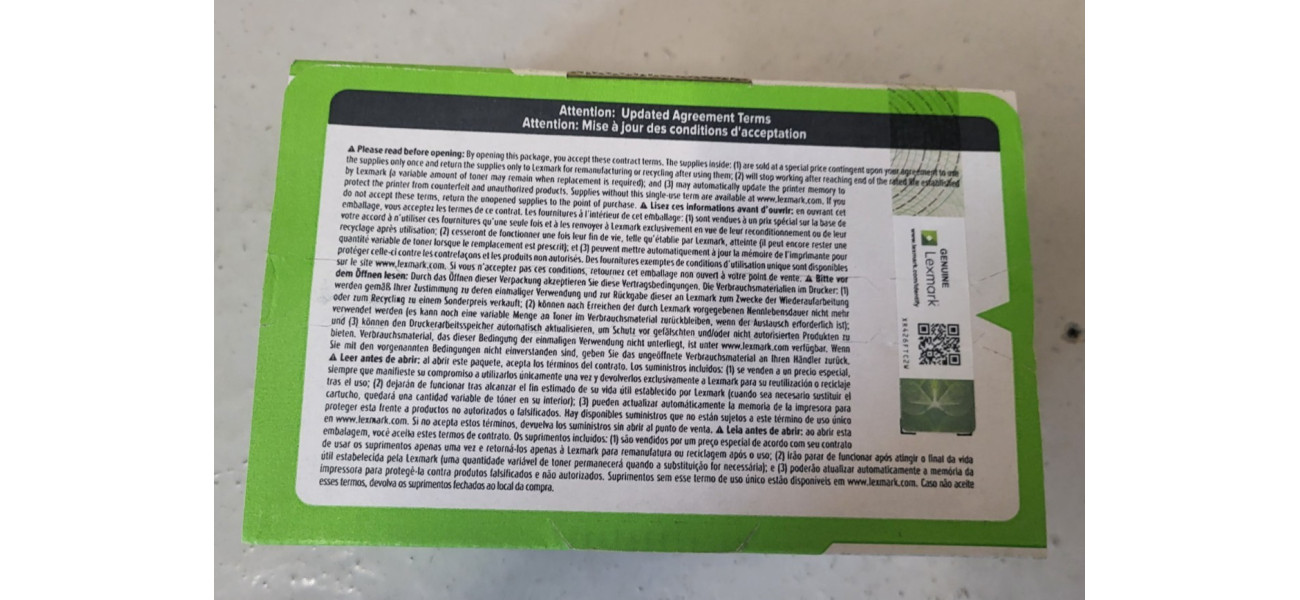 Attention: Updated Agreement Terms
Attention: Mise à jour des conditions d'acceptation
▲ Please read before opening: By opening this package, you accept these contract terms. The supplies inside: (1) are sold at a special price contingent upon your agreement to use
the supplies only once and return the supplies only to Lexmark for remanufacturing or recycling after using them; (2) will stop working after reaching end of the rated life established
by Lexmark (a variable amount of toner may remain when replacement is required); and (3) may automatically update the printer memory to
protect the printer from counterfeit and unauthorized products. Supplies without this single-use term are available at www.lexmark.com. If you
do not accept these terms, return the unopened supplies to the point of purchase. ▲ Lisez ces informations avant d'ouvrir: en ouvrant cet
emballage, vous acceptez les termes de ce contrat. Les fournitures à l'intérieur de cet emballage: (1) sont vendues à un prix spécial sur la base de
votre accord à n'utiliser ces fournitures qu'une seule fois et à les renvoyer à Lexmark exclusivement en vue de leur reconditionnement ou de leur
recyclage après utilisation; (2) cesseront de fonctionner une fois leur fin de vie, telle qu'établie par Lexmark, atteinte (il peut encore rester une
quantité variable de toner lorsque le remplacement est prescrit); et (3) peuvent mettre automatiquement à jour la mémoire de l'imprimante pour
protéger celle-ci contre les contrefaçons et les produits non autorisés. Des fournitures exemptes de conditions d'utilisation unique sont disponibles
sur le site www.lexmark.com. Si vous n'acceptez pas ces conditions, retournez cet emballage non ouvert à votre point de vente. ▲ Bitte vor
dem Öffnen lesen: Durch das Öffnen dieser Verpackung akzeptieren Sie diese Vertragsbedingungen. Die Verbrauchsmaterialien im Drucker: (1)
werden gemäß Ihrer Zustimmung zu deren einmaliger Verwendung und zur Rückgabe dieser an Lexmark zum Zwecke der Wiederaufarbeitung
oder zum Recycling zu einem Sonderpreis verkauft; (2) können nach Erreichen der durch Lexmark vorgegebenen Nennlebensdauer nicht mehr
verwendet werden (es kann noch eine variable Menge an Toner im Verbrauchsmaterial zurückbleiben, wenn der Austausch erforderlich ist);
und (3) können den Druckerarbeitsspeicher automatisch aktualisieren, um Schutz vor gefälschten und/oder nicht autorisierten Produkten zu
bieten. Verbrauchsmaterial, das dieser Bedingung der einmaligen Verwendung nicht unterliegt, ist unter www.lexmark.com verfügbar. Wenn
Sie mit den vorgenannten Bedingungen nicht einverstanden sind, geben Sie das ungeöffnete Verbrauchsmaterial an Ihren Händler zurück.
▲ Leer antes de abrir: al abrir este paquete, acepta los términos del contrato. Los suministros incluidos: (1) se venden a un precio especial,
siempre que manifieste su compromiso a utilizarlos únicamente una vez y devolverlos exclusivamente a Lexmark para su reutilización o reciclaje
tras el uso; (2) dejarán de funcionar tras alcanzar el fin estimado de su vida útil establecido por Lexmark (cuando sea necesario sustituir el
cartucho, quedará una cantidad variable de tóner en su interior); (3) pueden actualizar automáticamente la memoria de la impresora para
proteger esta frente a productos no autorizados o falsificados. Hay disponibles suministros que no están sujetos a este término de uso único
en www.lexmark.com. Si no acepta estos términos, devuelva los suministros sin abrir al punto de venta. ▲ Leia antes de abrir: ao abrir esta
embalagem, você aceita estes termos de contrato. Os suprimentos incluídos: (1) são vendidos por um preço especial de acordo com seu contrato
de usar os suprimentos apenas uma vez e retorná-los apenas à Lexmark para remanufatura ou reciclagem após o uso; (2) irão parar de funcionar após atingir o final da vida
útil estabelecida pela Lexmark (uma quantidade variável de toner permanecerá quando a substituição for necessária); e (3) poderão atualizar automaticamente a memória da
impressora para protegê-la contra produtos falsificados e não autorizados. Suprimentos sem esse termo de uso único estão disponíveis em www.lexmark.com. Caso não aceite
esses termos, devolva os suprimentos fechados ao local da compra.
GENUINE
Lexmark
www.lexmark.com/identify